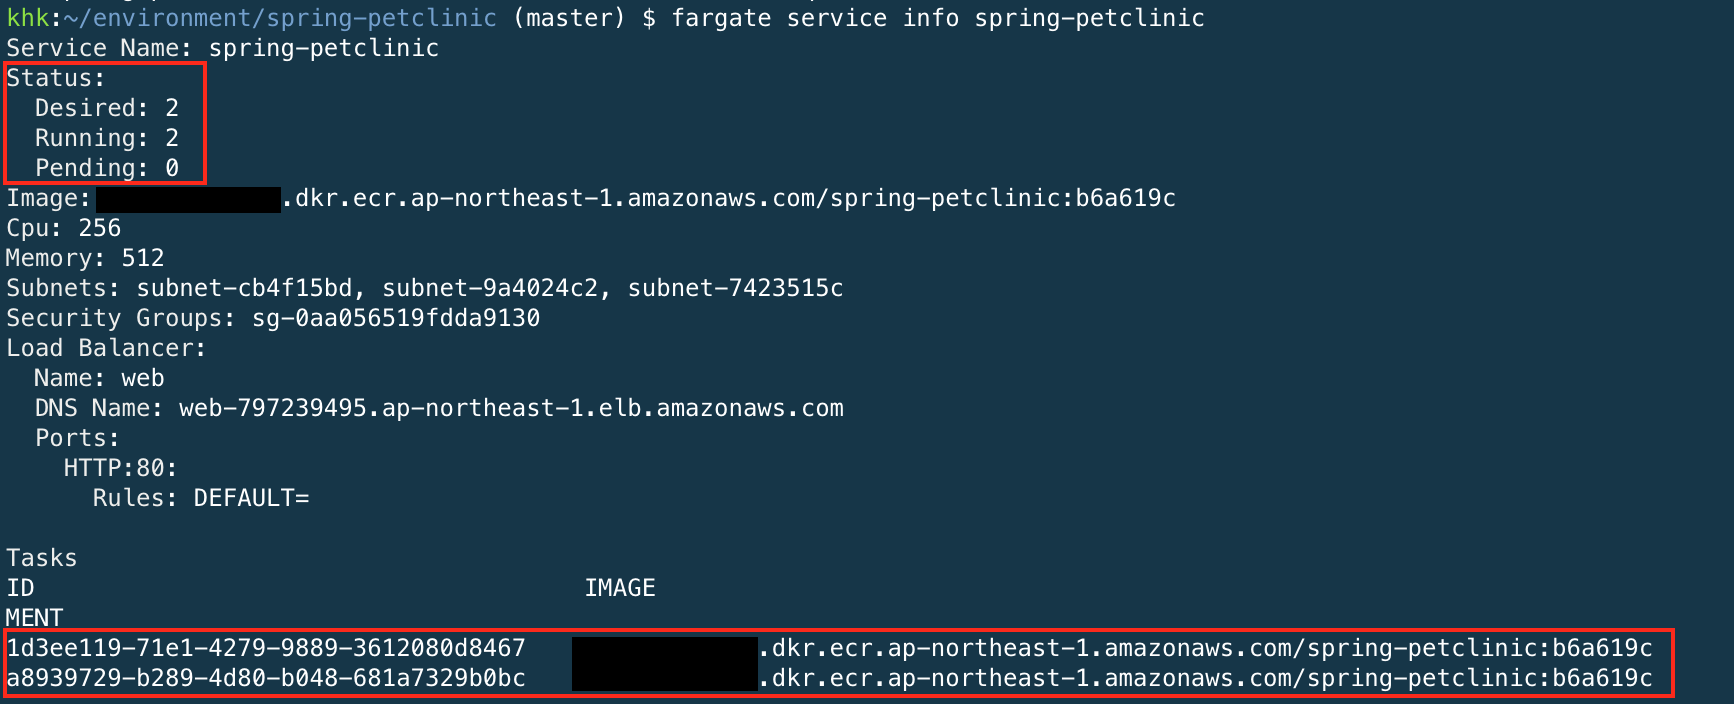 khk:~/environment/spring-petclinic (master) $ fargate service info spring-petclinic
Service Name: spring-petclinic
Status:
  Desired: 2
  Running: 2
  Pending: 0
Image: .dkr.ecr.ap-northeast-1.amazonaws.com/spring-petclinic:b6a619c
Cpu: 256
Memory: 512
Subnets: subnet-cb4f15bd, subnet-9a4024c2, subnet-7423515c
Security Groups: sg-0aa056519fdda9130
Load Balancer:
  Name: web
  DNS Name: web-797239495.ap-northeast-1.elb.amazonaws.com
  Ports:
    HTTP:80:
      Rules: DEFAULT=
Tasks
ID IMAGE
MENT
1d3ee119-71e1-4279-9889-3612080d8467 .dkr.ecr.ap-northeast-1.amazonaws.com/spring-petclinic:b6a619c
a8939729-b289-4d80-b048-681a7329b0bc .dkr.ecr.ap-northeast-1.amazonaws.com/spring-petclinic:b6a619c